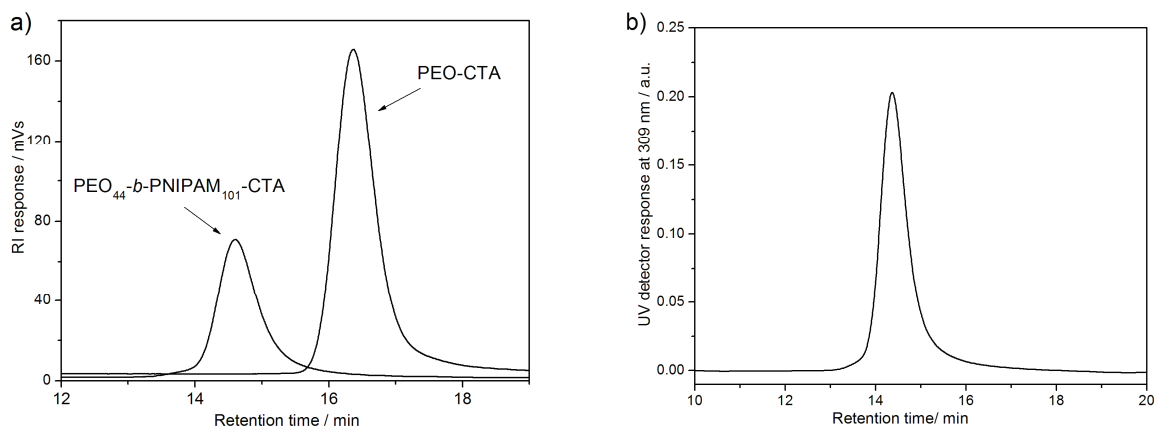 a)
RI response / mVs
160
120
80
40
0
PEO-CTA
PEO44-b-PNIPAM101-CTA
12 14 16 18
Retention time / min
b)
UV detector response at 309 nm / a.u.
0.25
0.20
0.15
0.10
0.05
0.00
10 12 14 16 18 20
Retention time/ min